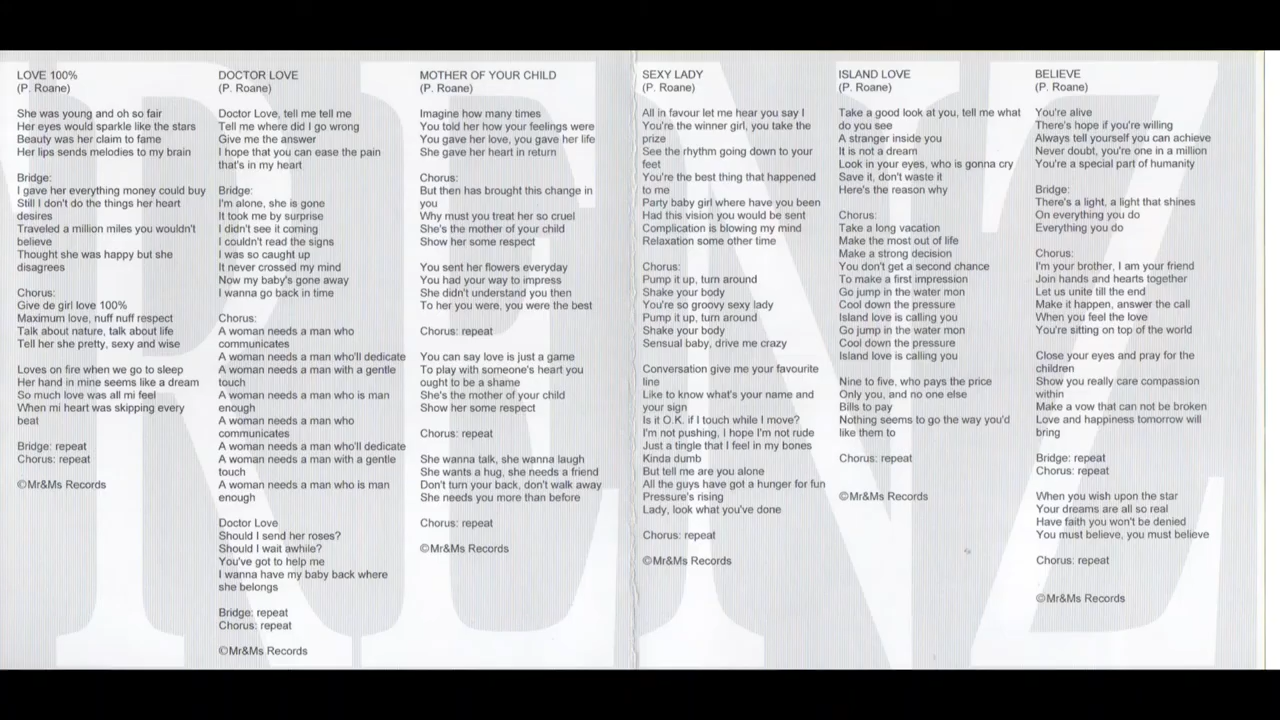 LOVE 100%
(P. Roane)
She was young and oh so fair
Her eyes would sparkle like the stars
Beauty was her claim to fame
Her lips sends melodies to my brain
Bridge:
I gave her everything money could buy
Still I don't do the things her heart
desires
Traveled a million miles you wouldn't
believe
Thought she was happy but she
disagrees
Chorus:
Give de girl love 100%
Maximum love, nuff nuff respect
Talk about nature, talk about life
Tell her she pretty, sexy and wise
Loves on fire when we go to sleep
Her hand in mine seems like a dream
So much love was all mi feel
When mi heart was skipping every
beat
Bridge: repeat
Chorus: repeat
©Mr&Ms Records
DOCTOR LOVE
(P. Roane)
Doctor Love, tell me tell me
Tell me where did I go wrong
Give me the answer
I hope that you can ease the pain
that's in my heart
Bridge:
I'm alone, she is gone
It took me by surprise
I didn't see it coming
I couldn't read the signs
I was so caught up
It never crossed my mind
Now my baby's gone away
I wanna go back in time
Chorus:
A woman needs a man who
communicates
A woman needs a man who'll dedicate
A woman needs a man with a gentle
touch
A woman needs a man who is man
enough
A woman needs a man who
communicates
A woman needs a man who'll dedicate
A woman needs a man with a gentle
touch
A woman needs a man who is man
enough
Doctor Love
Should I send her roses?
Should I wait awhile?
You've got to help me
I wanna have my baby back where
she belongs
Bridge: repeat
Chorus: repeat
©Mr&Ms Records
MOTHER OF YOUR CHILD
(P. Roane)
Imagine how many times
You told her how your feelings were
You gave her love, you gave her life
She gave her heart in return
Chorus:
But then has brought this change in
you
Why must you treat her so cruel
She's the mother of your child
Show her some respect
You sent her flowers everyday
You had your way to impress
She didn't understand you then
To her you were, you were the best
Chorus: repeat
You can say love is just a game
To play with someone's heart you
ought to be a shame
She's the mother of your child
Show her some respect
Chorus: repeat
She wanna talk, she wanna laugh
She wants a hug, she needs a friend
Don't turn your back, don't walk away
She needs you more than before
Chorus: repeat
©Mr&Ms Records
SEXY LADY
(P. Roane)
All in favour let me hear you say I
You're the winner girl, you take the
prize
See the rhythm going down to your
feet
You're the best thing that happened
to me
Party baby girl where have you been
Had this vision you would be sent
Complication is blowing my mind
Relaxation some other time
Chorus:
Pump it up, turn around
Shake your body
You're so groovy sexy lady
Pump it up, turn around
Shake your body
Sensual baby, drive me crazy
Conversation give me your favourite
line
Like to know what's your name and
your sign
Is it O.K. if I touch while I move?
I'm not pushing, I hope I'm not rude
Just a tingle that I feel in my bones
Kinda dumb
But tell me are you alone
All the guys have got a hunger for fun
Pressure's rising
Lady, look what you've done
Chorus: repeat
©Mr&Ms Records
ISLAND LOVE
(P. Roane)
Take a good look at you, tell me what
do you see
A stranger inside you
It is not a dream
Look in your eyes, who is gonna cry
Save it, don't waste it
Here's the reason why
Chorus:
Take a long vacation
Make the most out of life
Make a strong decision
You don't get a second chance
To make a first impression
Go jump in the water mon
Cool down the pressure
Island love is calling you
Go jump in the water mon
Cool down the pressure
Island love is calling you
Nine to five, who pays the price
Only you, and no one else
Bills to pay
Nothing seems to go the way you'd
like them to
Chorus: repeat
©Mr&Ms Records
BELIEVE
(P. Roane)
You're alive
There's hope if you're willing
Always tell yourself you can achieve
Never doubt, you're one in a million
You're a special part of humanity
Bridge:
There's a light, a light that shines
On everything you do
Everything you do
Chorus:
I'm your brother, I am your friend
Join hands and hearts together
Let us unite till the end
Make it happen, answer the call
When you feel the love
You're sitting on top of the world
Close your eyes and pray for the
children
Show you really care compassion
within
Make a vow that can not be broken
Love and happiness tomorrow will
bring
Bridge: repeat
Chorus: repeat
When you wish upon the star
Your dreams are all so real
Have faith you won't be denied
You must believe, you must believe
Chorus: repeat
©Mr&Ms Records
RENZ